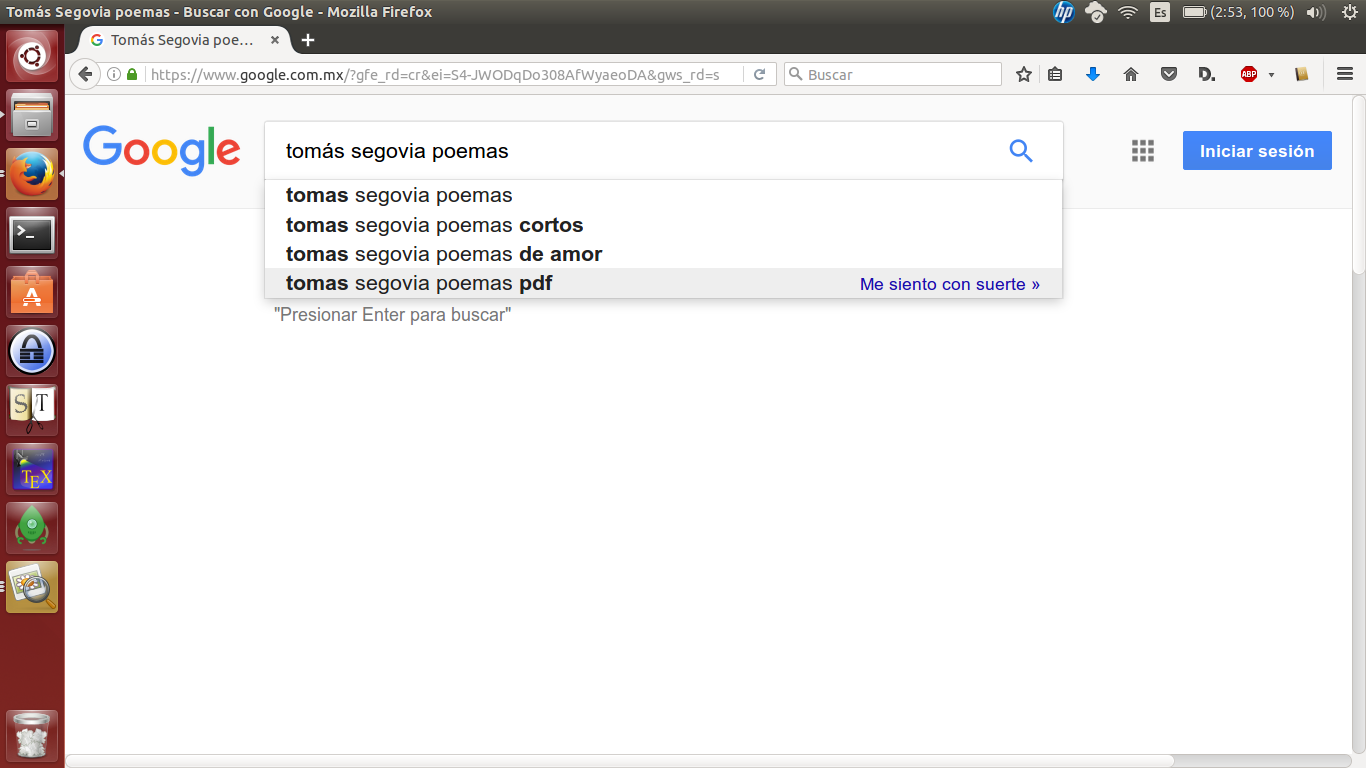 Tomás Segovia poemas - Buscar con Google - Mozilla Firefox
hp Es (2:53, 100 %)
G Tomás Segovia poe... × +
https://www.google.com.mx/?gfe_rd=cr&ei=S4-JWODqDo308AfWyaeoDA&gws_rd=s
Buscar
D.
ABP
Google
tomás segovia poemas
Iniciar sesión
tomas segovia poemas
tomas segovia poemas cortos
tomas segovia poemas de amor
tomas segovia poemas pdf
Me siento con suerte »
"Presionar Enter para buscar"
>_
A
S T
N
TEX